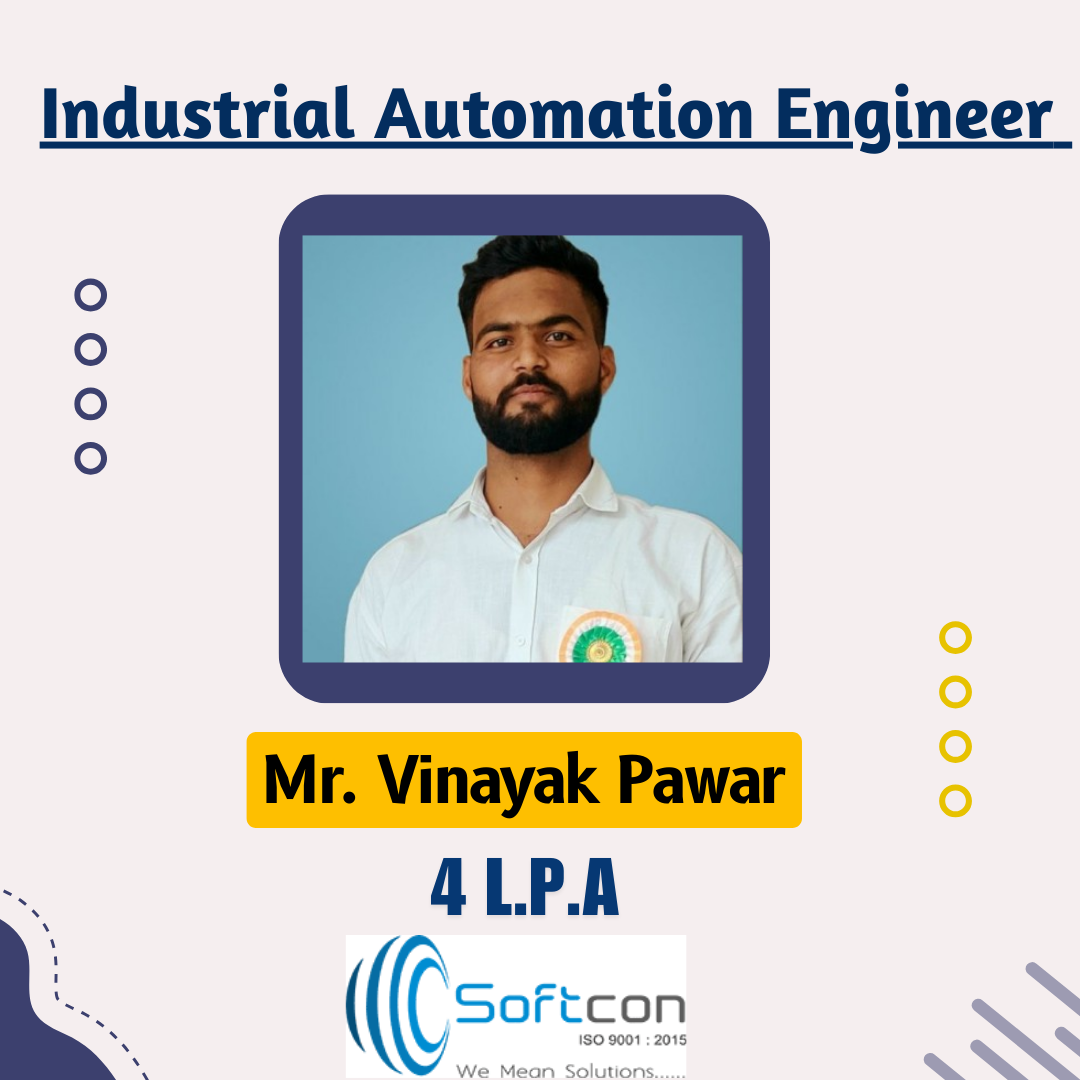 Industrial Automation Engineer
Mr. Vinayak Pawar
4 L.P.A
Softcon
ISO 9001 : 2015
We Mean Solutions......